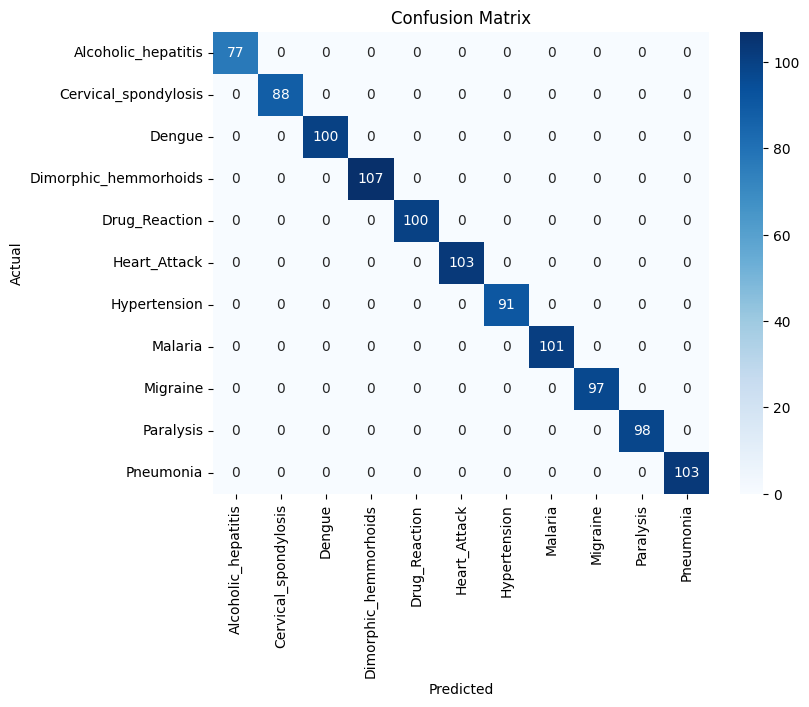 Confusion Matrix
Actual
Alcoholic_hepatitis 77 0 0 0 0 0 0 0 0 0 0
Cervical_spondylosis 0 88 0 0 0 0 0 0 0 0 0
Dengue 0 0 100 0 0 0 0 0 0 0 0
Dimorphic_hemmorhoids 0 0 0 107 0 0 0 0 0 0 0
Drug_Reaction 0 0 0 0 100 0 0 0 0 0 0
Heart_Attack 0 0 0 0 0 103 0 0 0 0 0
Hypertension 0 0 0 0 0 0 91 0 0 0 0
Malaria 0 0 0 0 0 0 0 101 0 0 0
Migraine 0 0 0 0 0 0 0 0 97 0 0
Paralysis 0 0 0 0 0 0 0 0 0 98 0
Pneumonia 0 0 0 0 0 0 0 0 0 0 103
Alcoholic_hepatitis
Cervical_spondylosis
Dengue
Dimorphic_hemmorhoids
Drug_Reaction
Heart_Attack
Hypertension
Malaria
Migraine
Paralysis
Pneumonia
Predicted
100
80
60
40
20
0